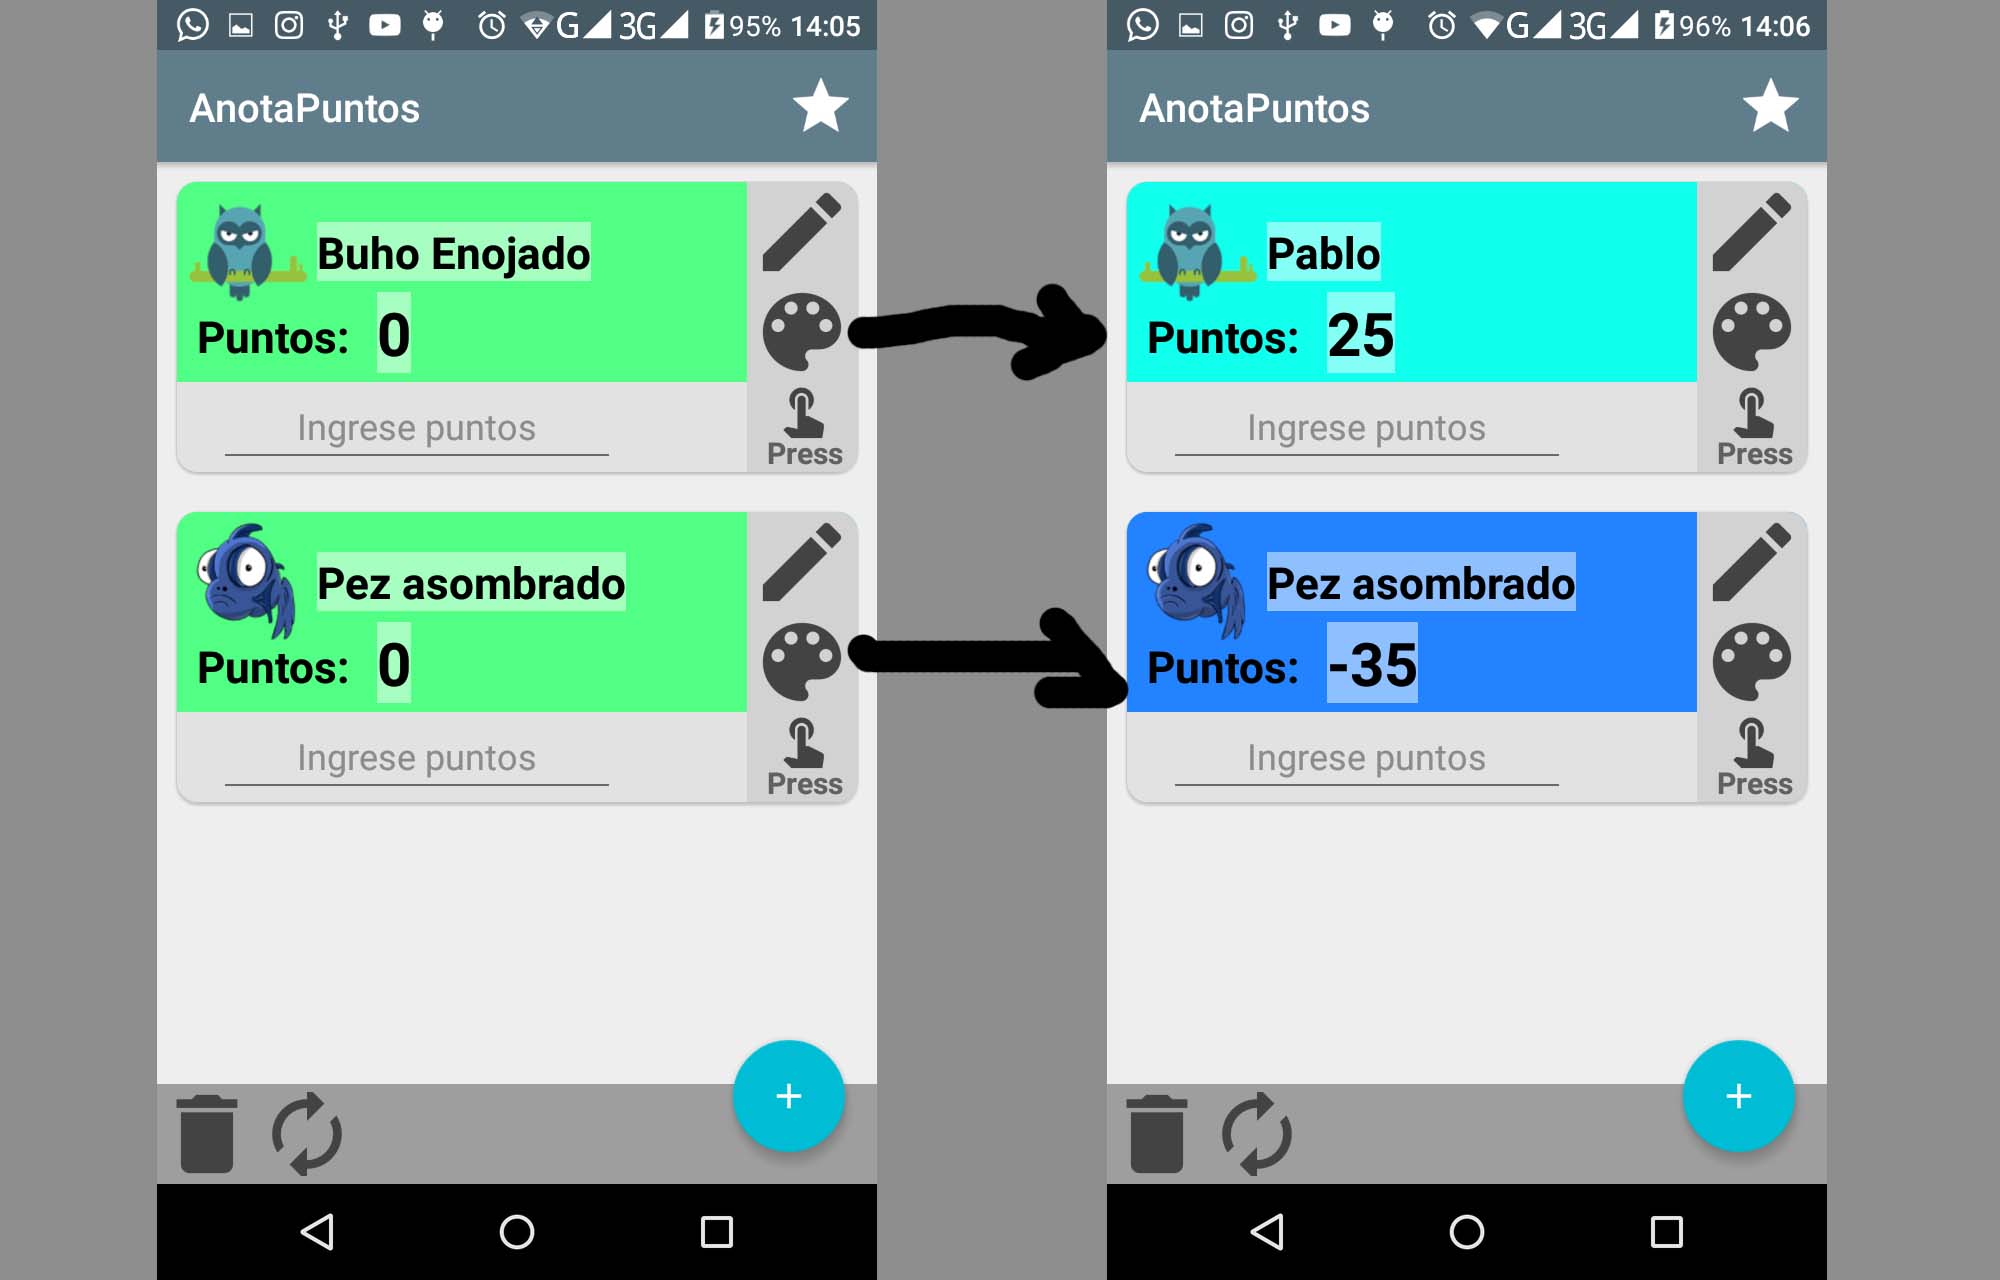 G 3G 95% 14:05
AnotaPuntos
Buho Enojado
Puntos: 0
Ingrese puntos
Press
Pez asombrado
Puntos: 0
Ingrese puntos
Press
+
G 3G 96% 14:06
AnotaPuntos
Pablo
Puntos: 25
Ingrese puntos
Press
Pez asombrado
Puntos: -35
Ingrese puntos
Press
+